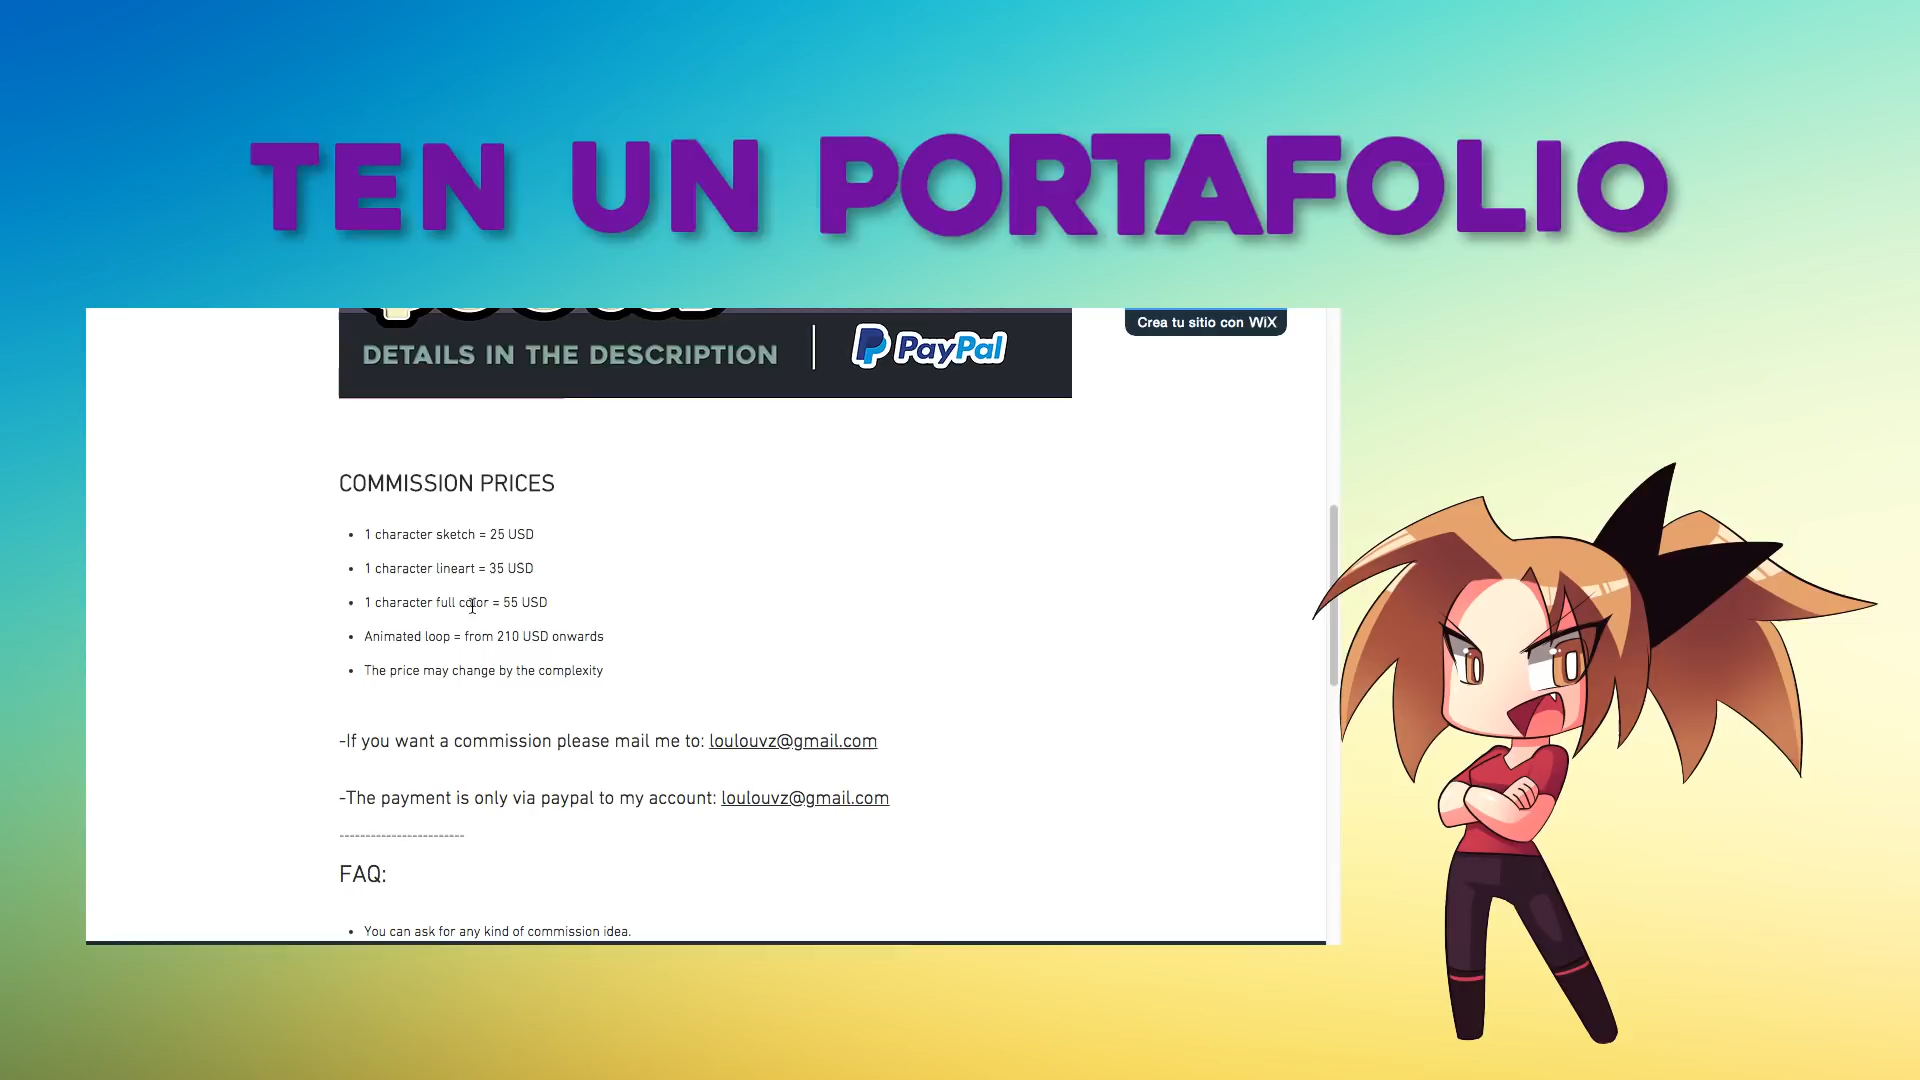 TEN UN PORTAFOLIO
Crea tu sitio con WiX
DETAILS IN THE DESCRIPTION | PayPal
COMMISSION PRICES
• 1 character sketch = 25 USD
• 1 character lineart = 35 USD
• 1 character full color = 55 USD
• Animated loop = from 210 USD onwards
• The price may change by the complexity
-If you want a commission please mail me to: loulouvz@gmail.com
-The payment is only via paypal to my account: loulouvz@gmail.com
------------------------
FAQ:
• You can ask for any kind of commission idea.